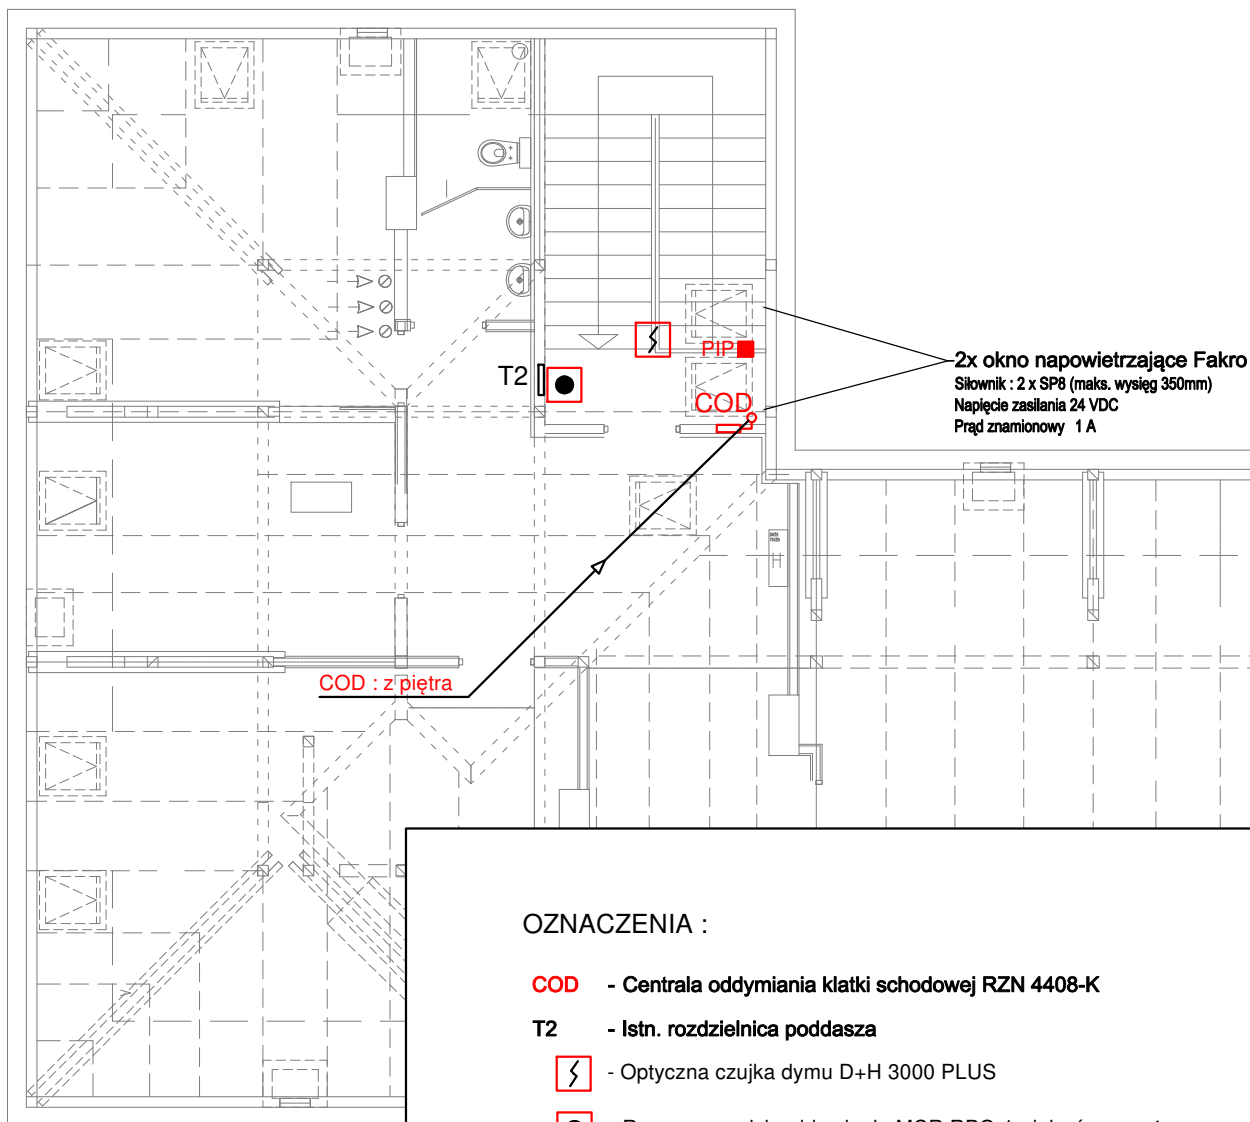 T2
PIP
COD
2x okno napowietrzające Fakro
Siłownik : 2 x SP8 (maks. wysięg 350mm)
Napięcie zasilania 24 VDC
Prąd znamionowy 1 A
H
COD : z piętra
OZNACZENIA :
COD - Centrala oddymiania klatki schodowej RZN 4408-K
T2 - Istn. rozdzielnica poddasza
- Optyczna czujka dymu D+H 3000 PLUS